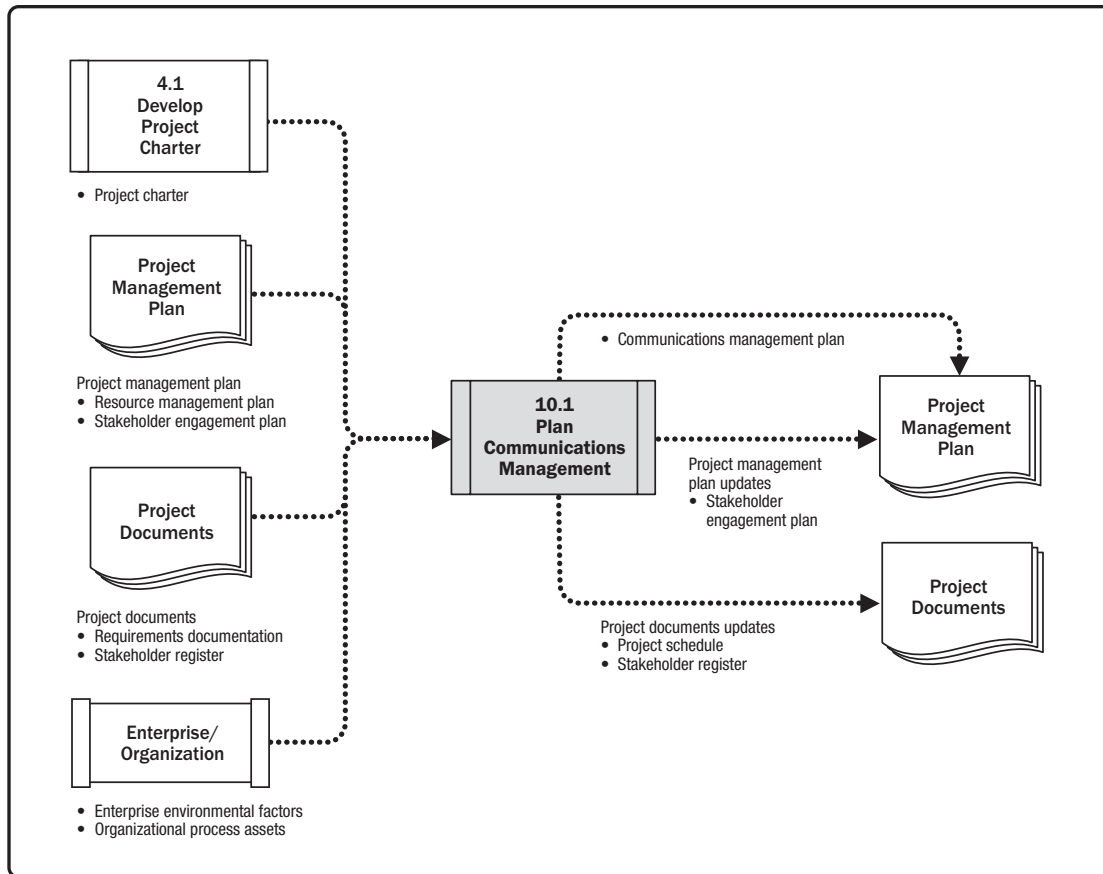 4.1
Develop
Project
Charter
• Project charter
Project
Management
Plan
Project management plan
• Resource management plan
• Stakeholder engagement plan
Project
Documents
Project documents
• Requirements documentation
• Stakeholder register
Enterprise/
Organization
• Enterprise environmental factors
• Organizational process assets
10.1
Plan
Communications
Management
• Communications management plan
Project management
plan updates
• Stakeholder
engagement plan
Project documents updates
• Project schedule
• Stakeholder register
Project
Management
Plan
Project
Documents